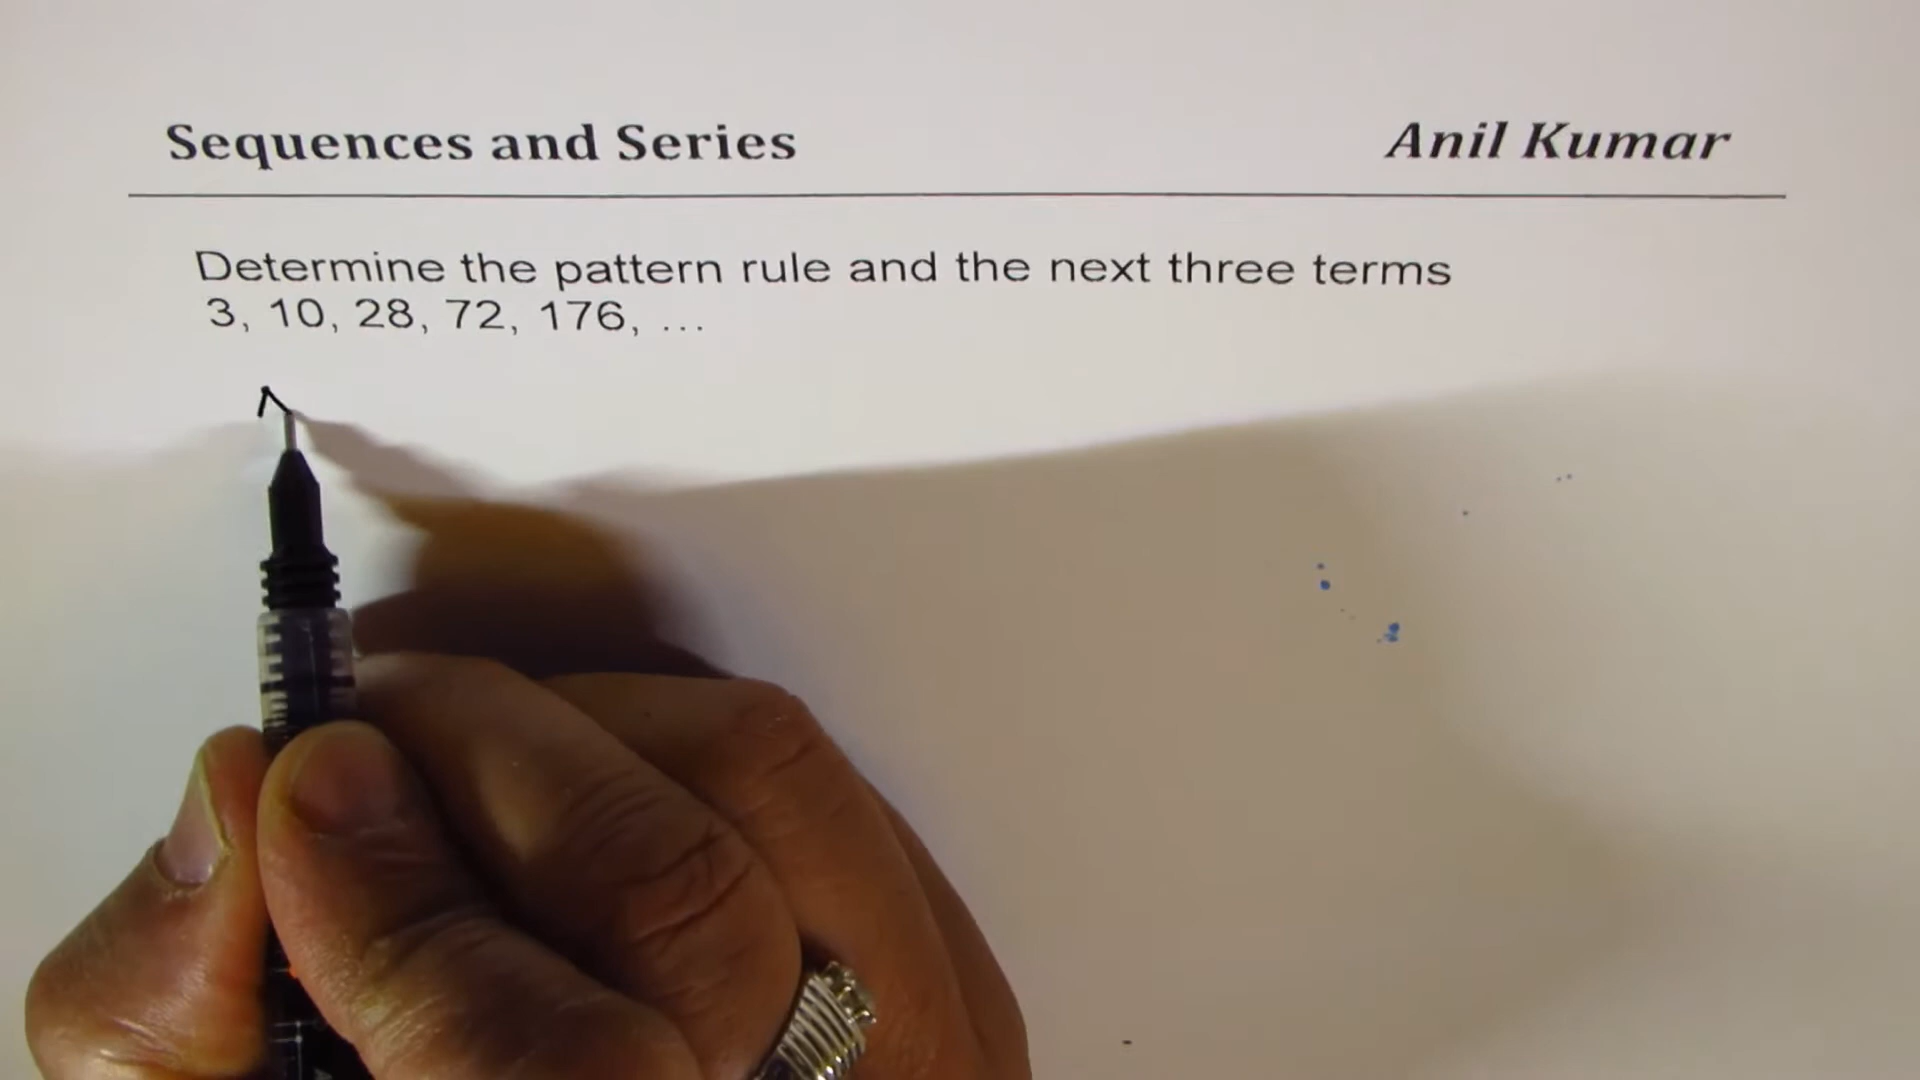 Sequences and Series Anil Kumar
Determine the pattern rule and the next three terms
3, 10, 28, 72, 176, ...